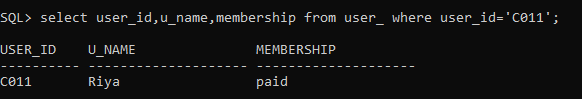 SQL> select user_id,u_name,membership from user_ where user_id='C011';
USER_ID    U_NAME               MEMBERSHIP
---------- -------------------- --------------------
C011       Riya                 paid